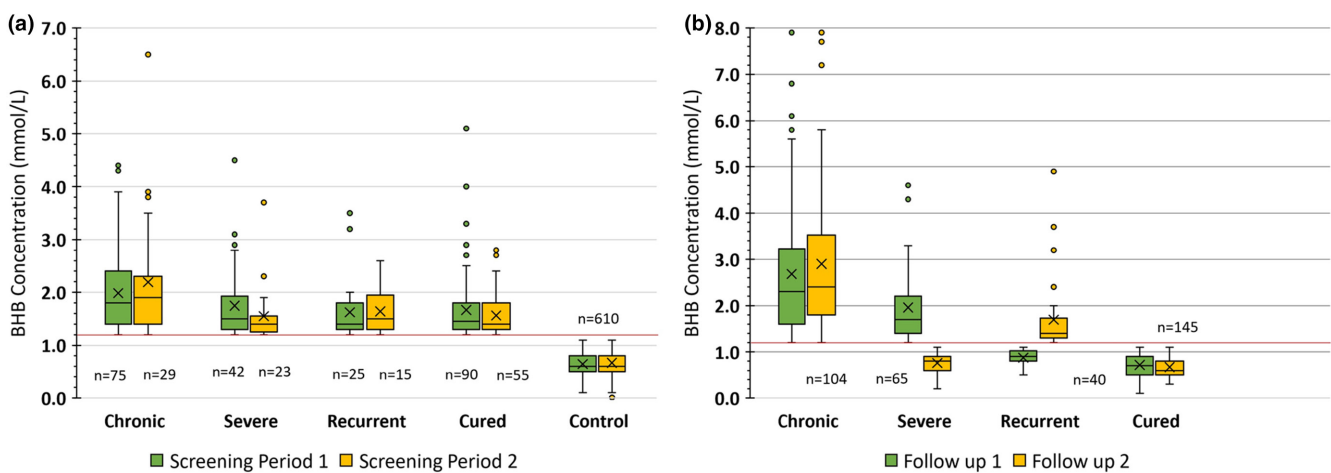 (a)
BHB Concentration (mmol/L)
7.0
6.0
5.0
4.0
3.0
2.0
1.0
0.0
n=75
n=29
n=42
n=23
n=25
n=15
n=90
n=55
n=610
Chronic
Severe
Recurrent
Cured
Control
Screening Period 1
Screening Period 2
(b)
BHB Concentration (mmol/L)
8.0
7.0
6.0
5.0
4.0
3.0
2.0
1.0
0.0
n=104
n=65
n=40
n=145
Chronic
Severe
Recurrent
Cured
Follow up 1
Follow up 2